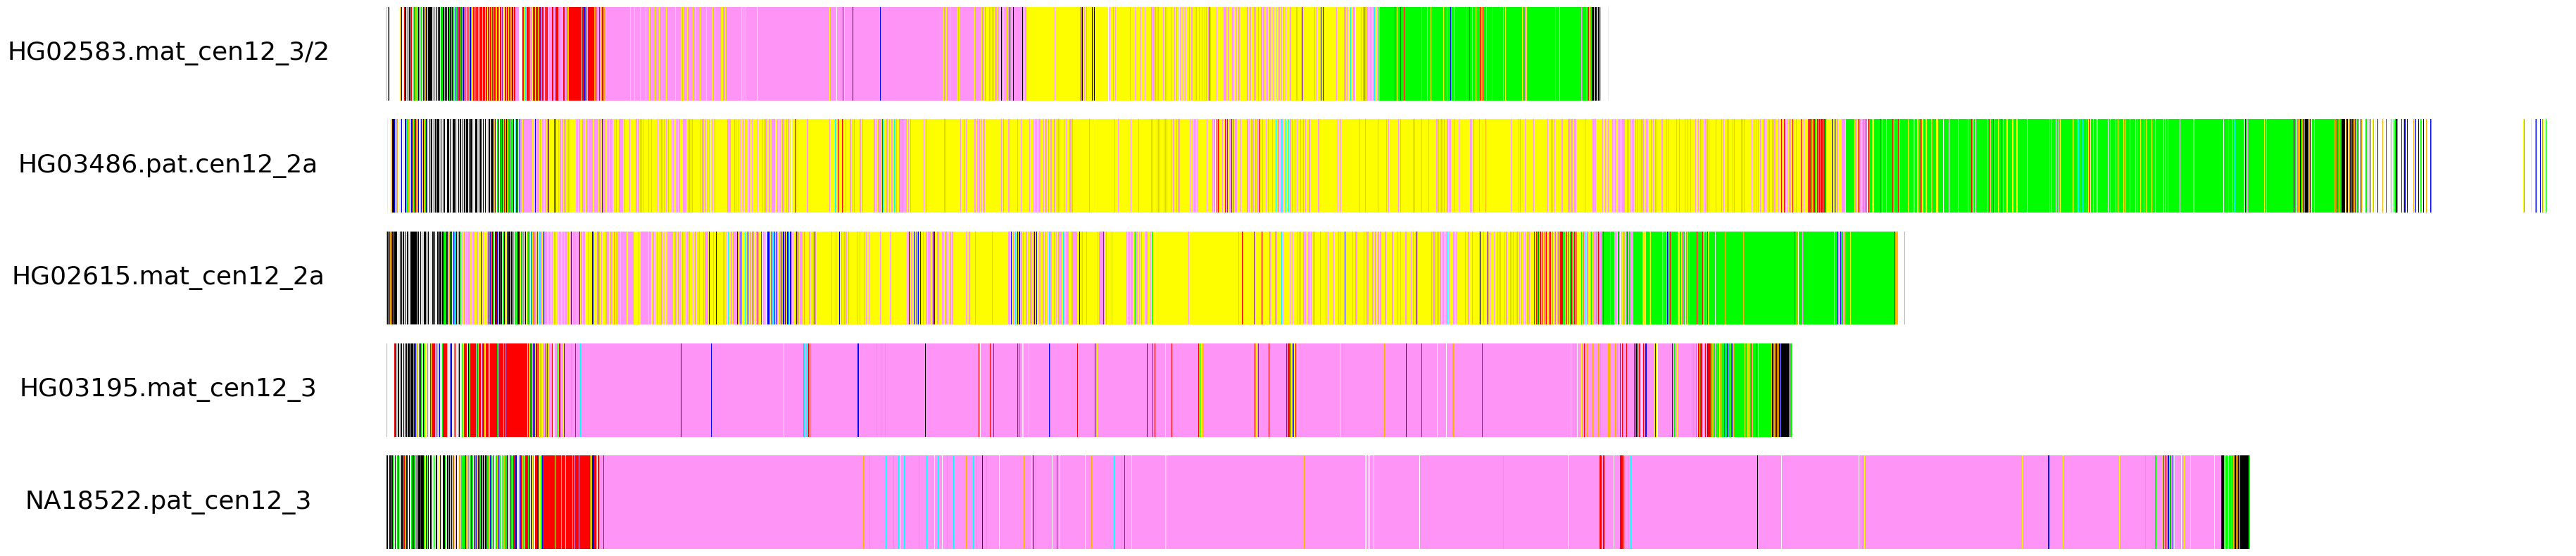 HG02583.mat_cen12_3/2
HG03486.pat.cen12_2a
HG02615.mat_cen12_2a
HG03195.mat_cen12_3
NA18522.pat_cen12_3